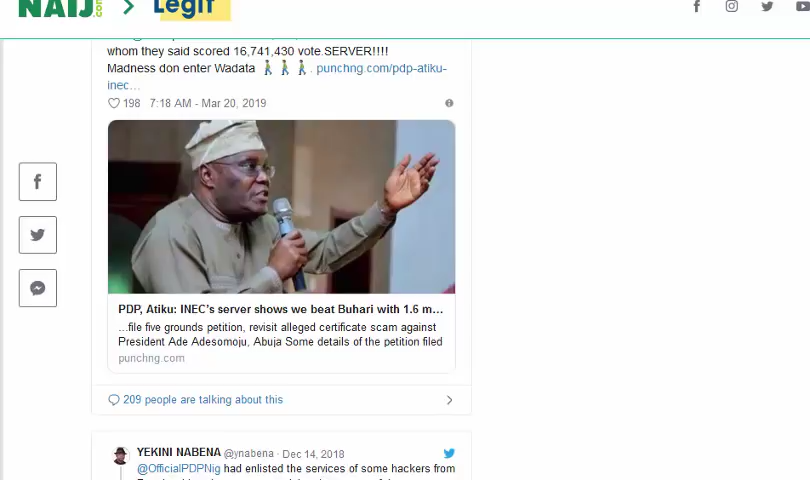 NAIJ.com
Legit
whom they said scored 16,741,430 vote.SERVER!!!!
Madness don enter Wadata . punchng.com/pdp-atiku-
inec…
198 7:18 AM - Mar 20, 2019
PDP, Atiku: INEC's server shows we beat Buhari with 1.6 m…
...file five grounds petition, revisit alleged certificate scam against
President Ade Adesomoju, Abuja Some details of the petition filed
punchng.com
209 people are talking about this
YEKINI NABENA @ynabena · Dec 14, 2018
@OfficialPDPNig had enlisted the services of some hackers from